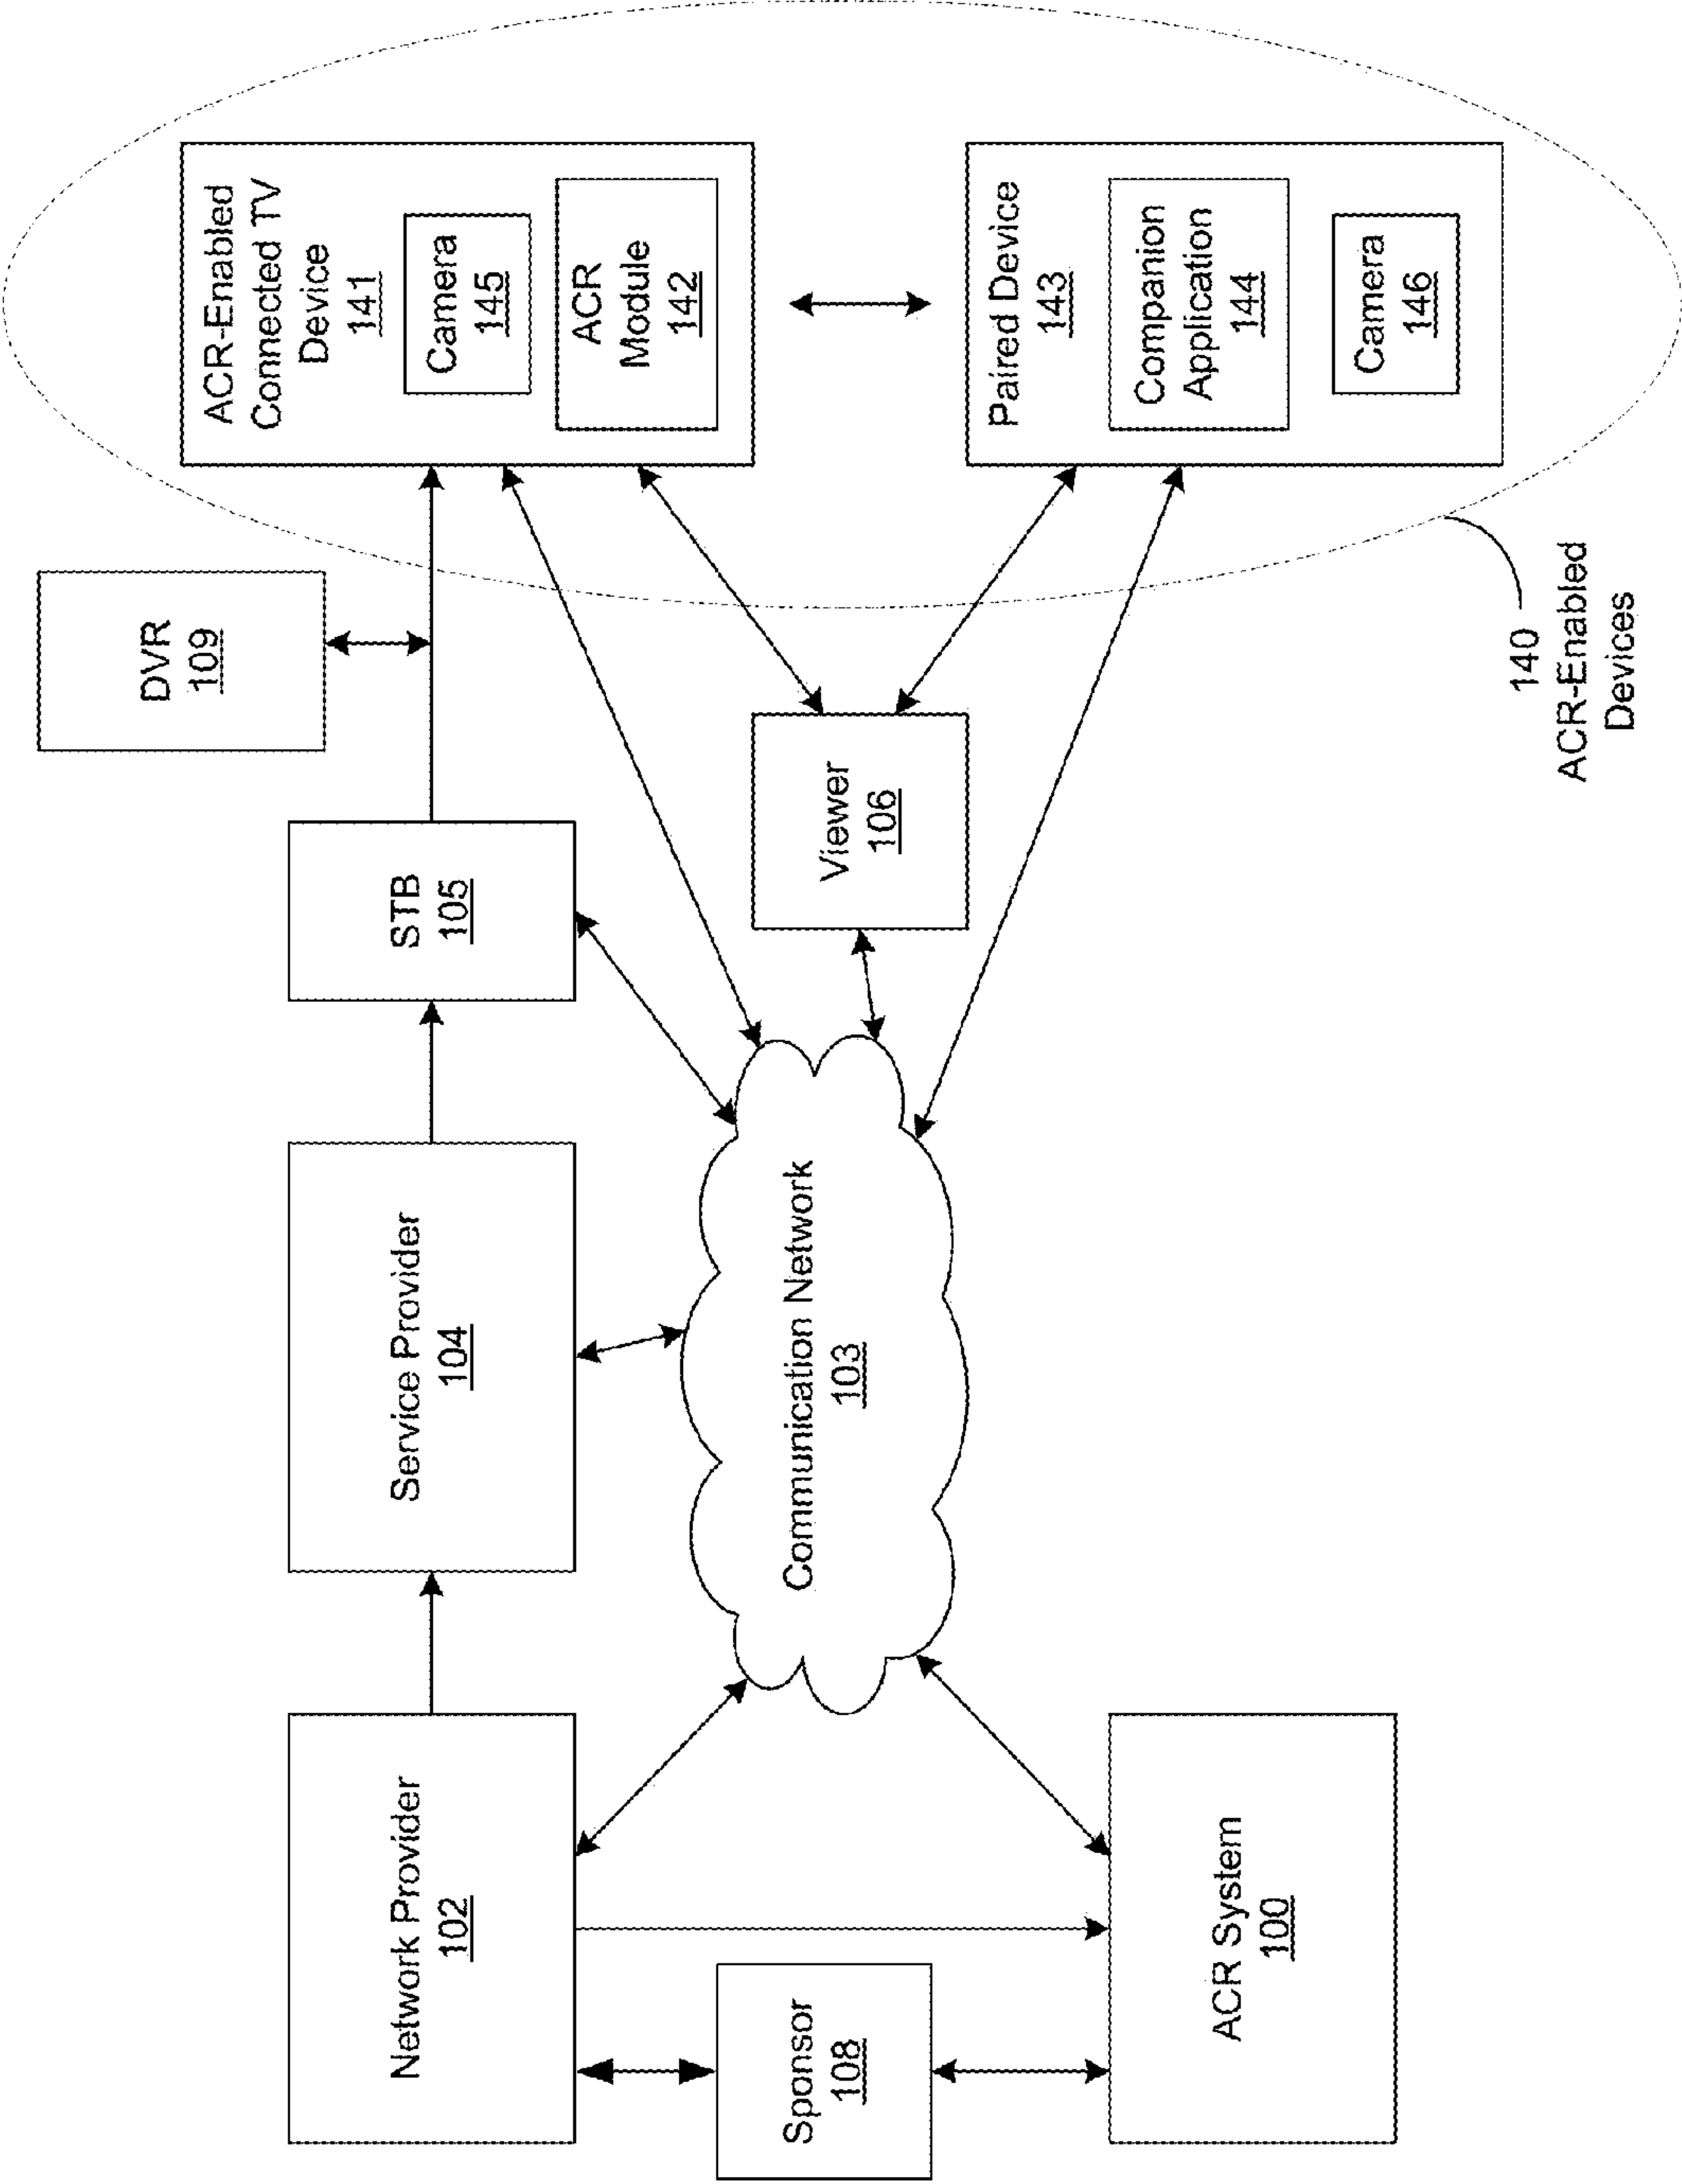 Network Provider
102
Service Provider
104
STB
105
DVR
109
ACR-Enabled
Connected TV
Device
141
Camera
145
ACR
Module
142
Sponsor
108
Communication Network
103
Viewer
106
ACR System
100
Paired Device
143
Companion
Application
144
Camera
146
140
ACR-Enabled
Devices